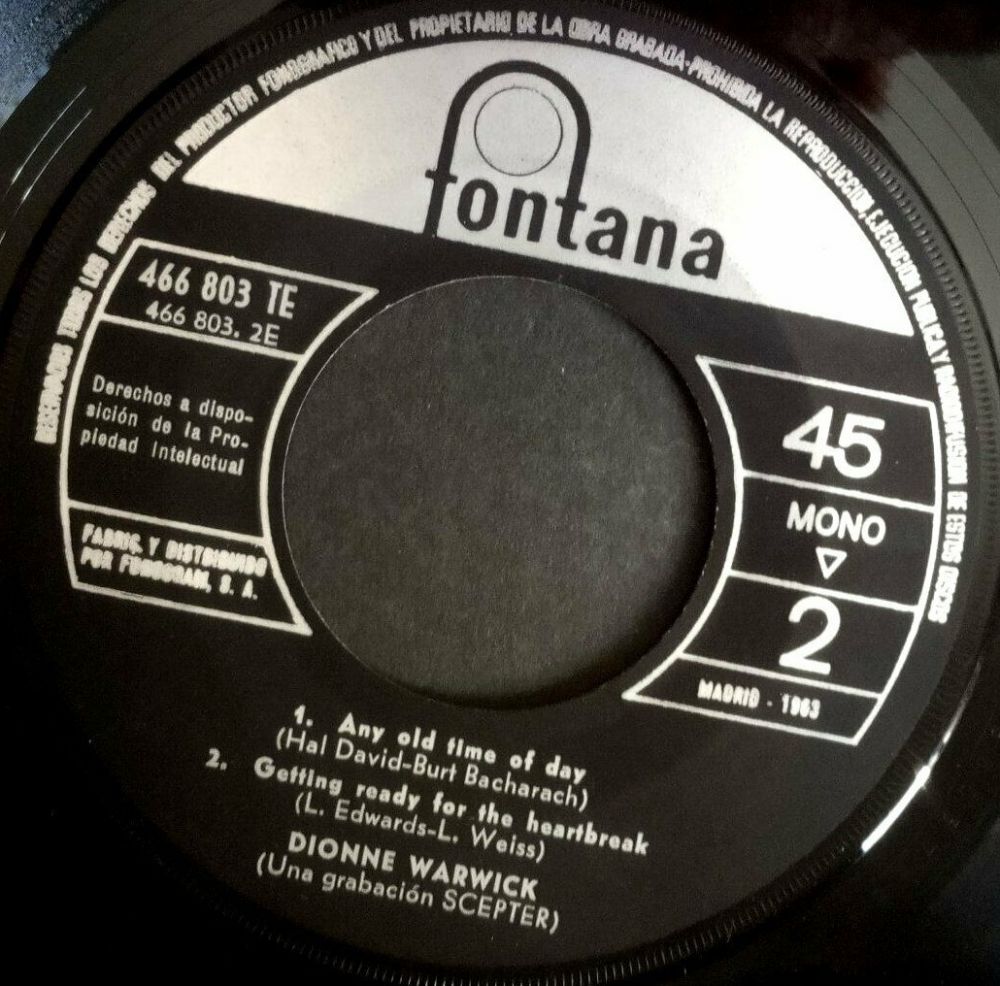 RESERVADOS TODOS LOS DERECHOS DEL PRODUCTOR FONOGRAFICO Y DEL PROPIETARIO DE LA OBRA GRABADA-PROHIBIDA LA REPRODUCCION, EJECUCION PUBLICA Y RADIODIFUSION DE ESTOS DISCOS
fontana
466 803 TE
466 803. 2E
Derechos a dispo-
sición de la Pro-
piedad Intelectual
FABRIC. Y DISTRIBUIDO
POR FONOGRAM, S. A.
45
MONO
2
MADRID - 1963
1. Any old time of day
(Hal David-Burt Bacharach)
2. Getting ready for the heartbreak
(L. Edwards-L. Weiss)
DIONNE WARWICK
(Una grabación SCEPTER)